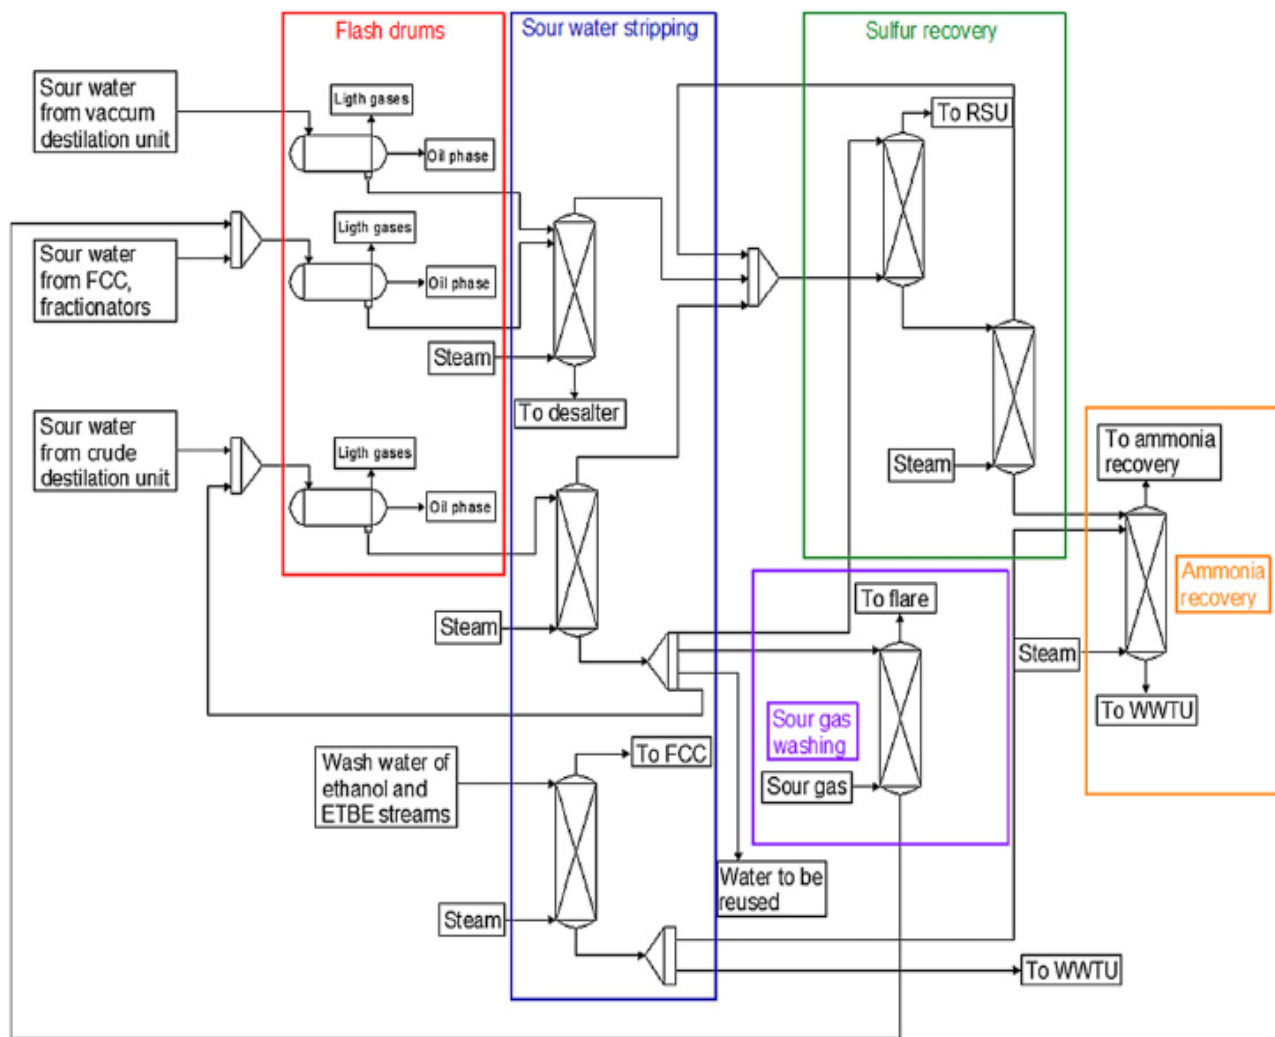 Flash drums
Sour water stripping
Sulfur recovery
Sour water
from vaccum
destilation unit
Ligth gases
Oil phase
To RSU
Sour water
from FCC,
fractionators
Ligth gases
Oil phase
Steam
To desalter
Sour water
from crude
destilation unit
Ligth gases
Oil phase
Steam
To ammonia
recovery
Ammonia
recovery
Steam
To flare
Steam
To WWTU
Sour gas
washing
Sour gas
Wash water of
ethanol and
ETBE streams
To FCC
Steam
Water to be
reused
To WWTU